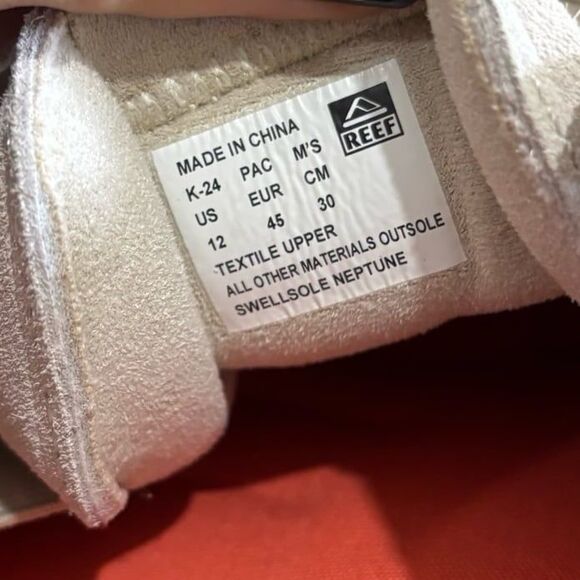 MADE IN CHINA
K-24 PAC M'S
US EUR CM
12 45 30
TEXTILE UPPER
ALL OTHER MATERIALS OUTSOLE
SWELLSOLE NEPTUNE
REEF